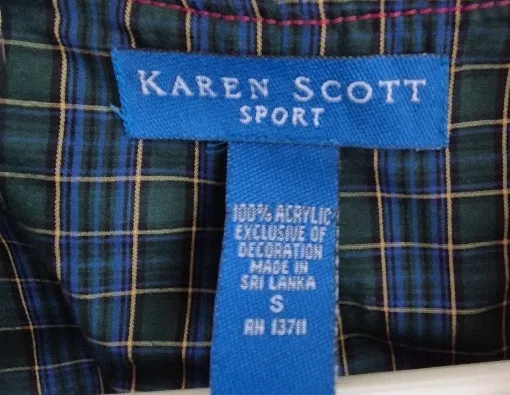 KAREN SCOTT
SPORT
100% ACRYLIC
EXCLUSIVE OF
DECORATION
MADE IN
SRI LANKA
S
RN 13711